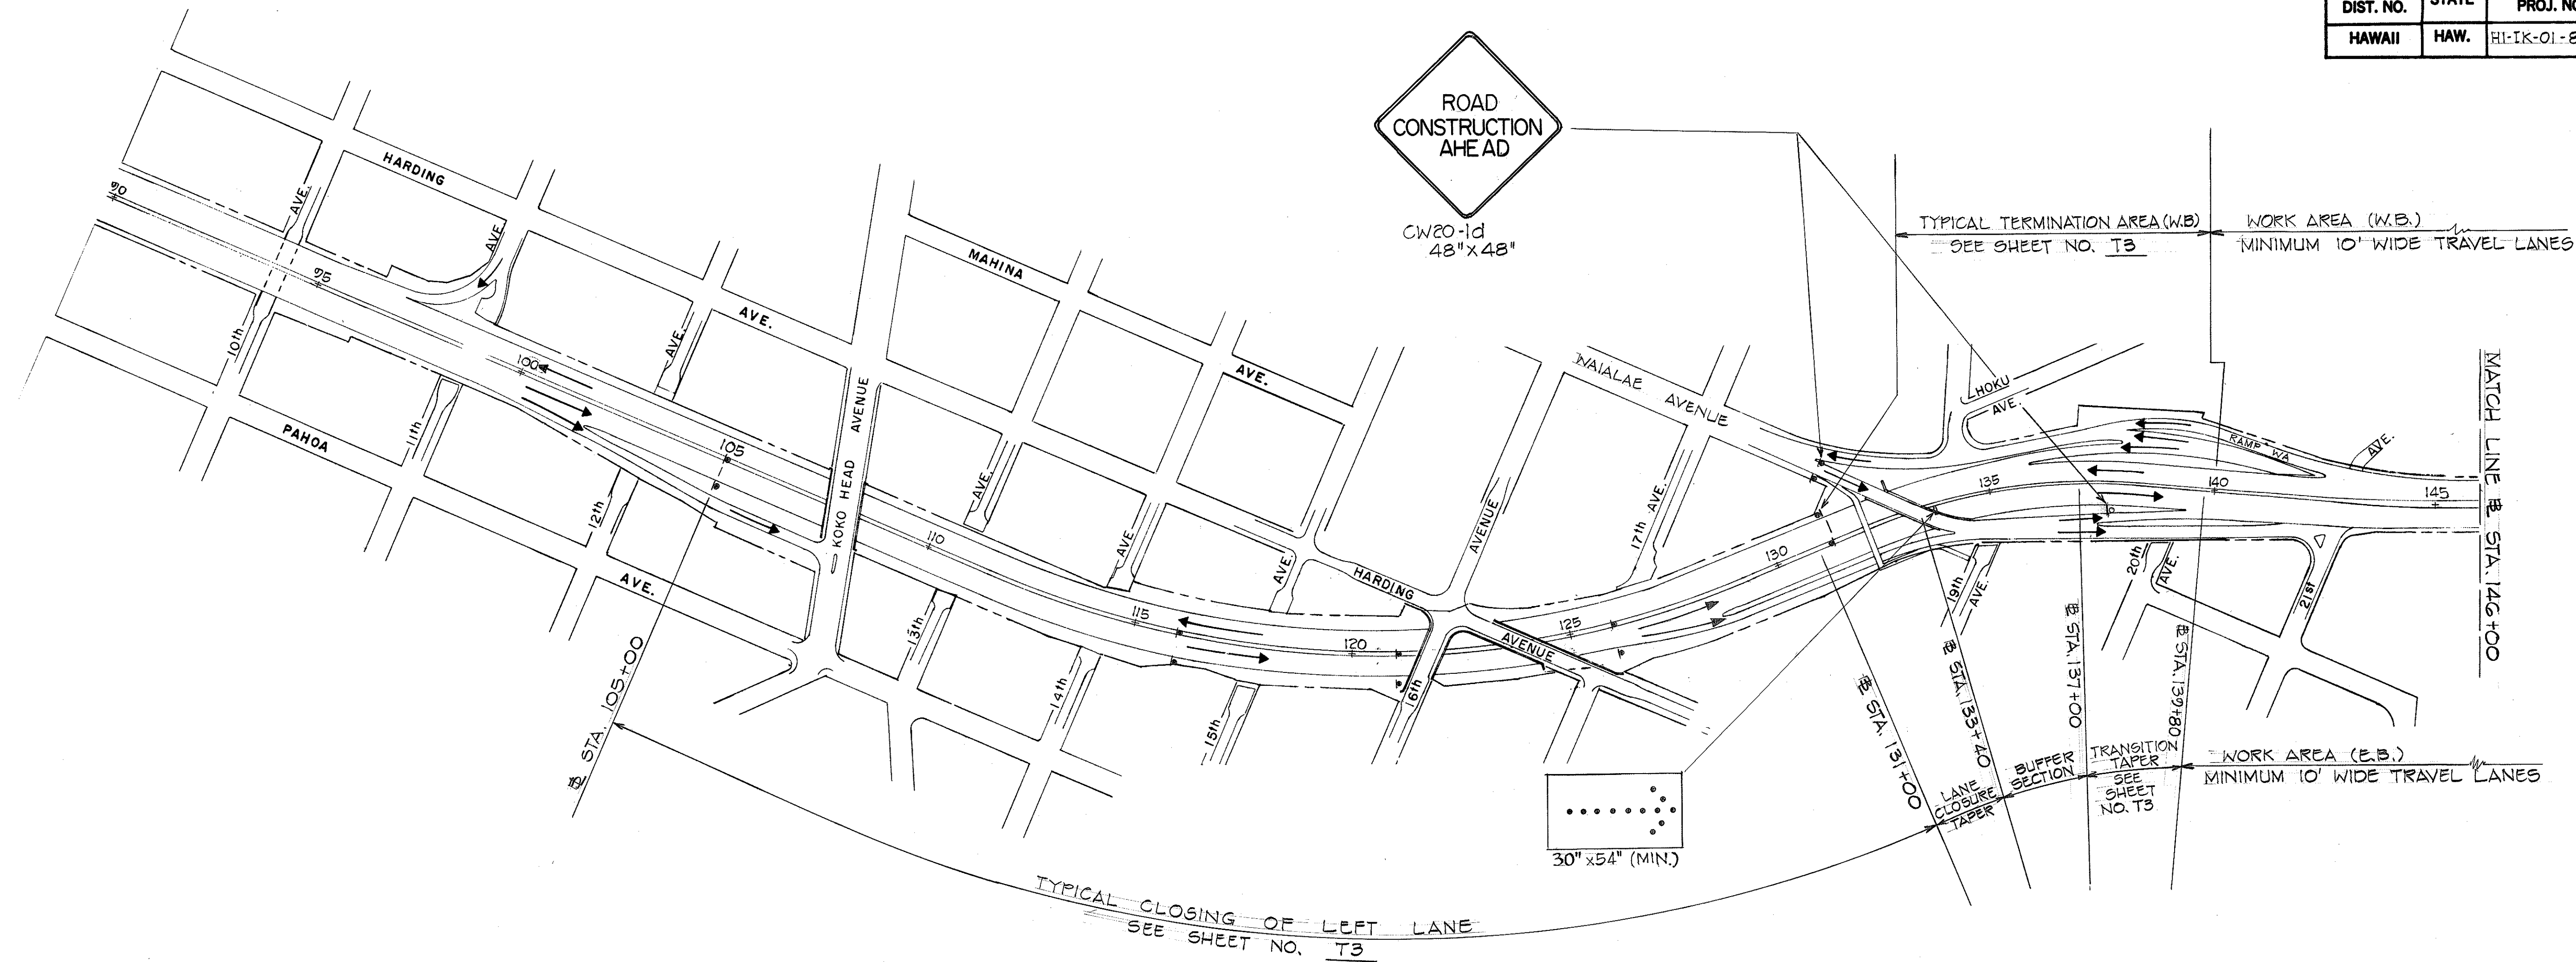 DIST. NO.
STATE
PROJ. NO
HAWAII
HAW.
HI-IK-01-8
ROAD
CONSTRUCTION
AHEAD
CW20-1d
48"X48"
TYPICAL TERMINATION AREA (W.B)
SEE SHEET NO. T3
WORK AREA (W.B.)
MINIMUM 10' WIDE TRAVEL LANES
HARDING
AVE.
MAHINA
AVE.
WAIALAE
AVENUE
HOKU
AVE.
RAMP WA
AVE.
MATCH LINE ℄ STA. 146+00
90
95
100
105
110
115
120
125
130
135
140
145
10th
AVE.
11th
AVE.
12th
AVE.
KOKO HEAD AVENUE
13th
AVE.
14th
AVE.
15th
AVE.
16th
AVENUE
17th AVE.
19th
AVE.
20th
AVE.
21st
PAHOA
AVE.
HARDING
AVENUE
℄ STA. 105+00
℄ STA. 131+00
℄ STA. 133+40
℄ STA. 137+00
℄ STA. 139+80
LANE
CLOSURE
TAPER
BUFFER
SECTION
TRANSITION
TAPER
SEE
SHEET
NO. T3
WORK AREA (E.B.)
MINIMUM 10' WIDE TRAVEL LANES
30"x54" (MIN.)
TYPICAL CLOSING OF LEFT LANE
SEE SHEET NO. T3